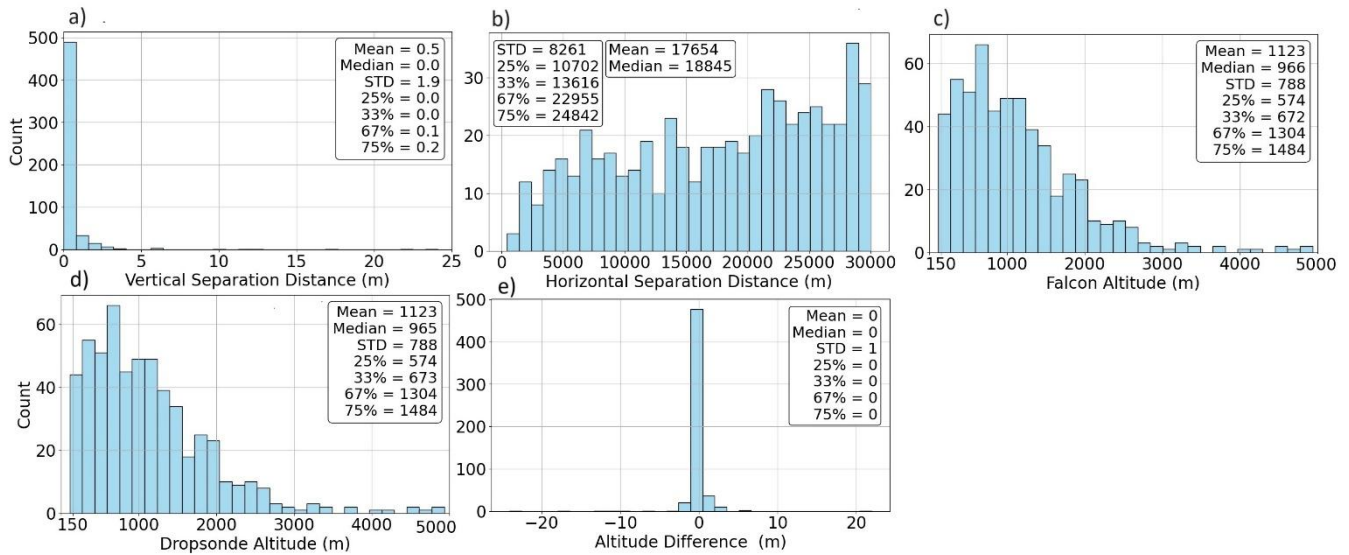 a)
500
400
300
200
100
0
Count
0 5 10 15 20 25
Vertical Separation Distance (m)
Mean = 0.5
Median = 0.0
STD = 1.9
25% = 0.0
33% = 0.0
67% = 0.1
75% = 0.2
b)
30
20
10
0
STD = 8261
25% = 10702
33% = 13616
67% = 22955
75% = 24842
Mean = 17654
Median = 18845
0 5000 10000 15000 20000 25000 30000
Horizontal Separation Distance (m)
c)
60
40
20
0
Mean = 1123
Median = 966
STD = 788
25% = 574
33% = 672
67% = 1304
75% = 1484
150 1000 2000 3000 4000 5000
Falcon Altitude (m)
d)
60
40
20
0
Count
Mean = 1123
Median = 965
STD = 788
25% = 574
33% = 673
67% = 1304
75% = 1484
150 1000 2000 3000 4000 5000
Dropsonde Altitude (m)
e)
500
400
300
200
100
0
Mean = 0
Median = 0
STD = 1
25% = 0
33% = 0
67% = 0
75% = 0
−20 −10 0 10 20
Altitude Difference (m)